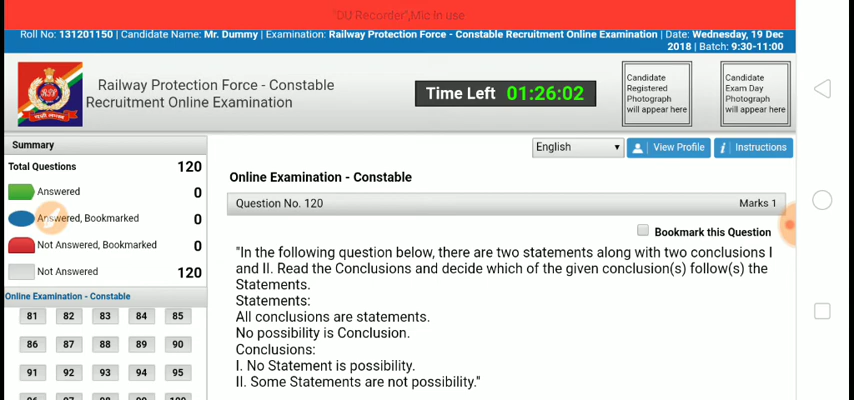 "DU Recorder",Mic in use
Roll No: 131201150 | Candidate Name: Mr. Dummy | Examination: Railway Protection Force - Constable Recruitment Online Examination | Date: Wednesday, 19 Dec
2018 | Batch: 9:30-11:00
Railway Protection Force - Constable
Recruitment Online Examination
Time Left 01:26:02
Candidate
Registered
Photograph
will appear here
Candidate
Exam Day
Photograph
will appear here
Summary
Total Questions 120
Answered 0
Answered, Bookmarked 0
Not Answered, Bookmarked 0
Not Answered 120
Online Examination - Constable
81 82 83 84 85
86 87 88 89 90
91 92 93 94 95
English
View Profile
Instructions
Online Examination - Constable
Question No. 120 Marks 1
Bookmark this Question
"In the following question below, there are two statements along with two conclusions I
and II. Read the Conclusions and decide which of the given conclusion(s) follow(s) the
Statements.
Statements:
All conclusions are statements.
No possibility is Conclusion.
Conclusions:
I. No Statement is possibility.
II. Some Statements are not possibility."